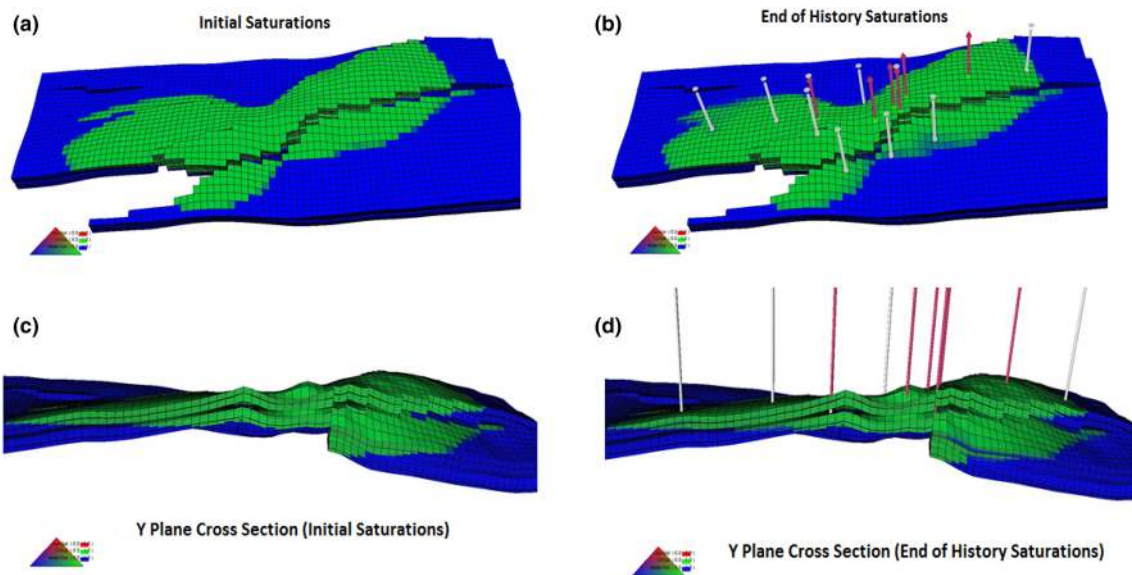 (a)
Initial Saturations
(b)
End of History Saturations
(c)
(d)
Y Plane Cross Section (Initial Saturations)
Y Plane Cross Section (End of History Saturations)